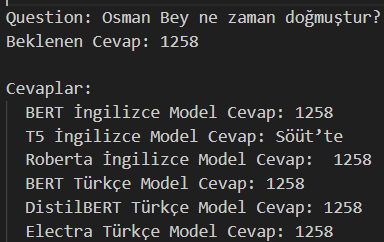 Question: Osman Bey ne zaman doğmuştur?
Beklenen Cevap: 1258
Cevaplar:
BERT İngilizce Model Cevap: 1258
T5 İngilizce Model Cevap: Söüt’te
Roberta İngilizce Model Cevap:  1258
BERT Türkçe Model Cevap: 1258
DistilBERT Türkçe Model Cevap: 1258
Electra Türkçe Model Cevap: 1258